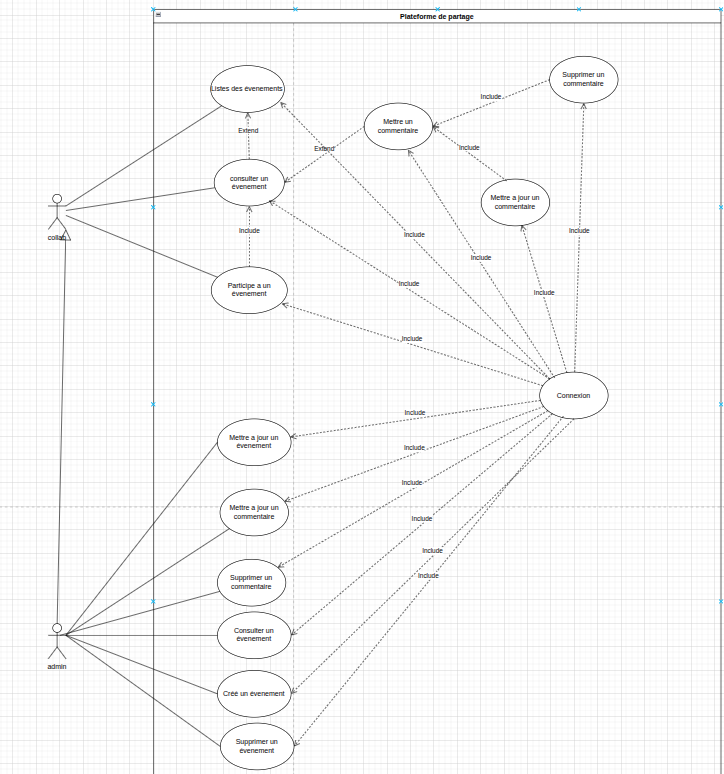 Plateforme de partage
Listes des évenements
Supprimer un
commentaire
Include
Mettre un
commentaire
Extend
Extend
Include
consulter un
évenement
Mettre a jour un
commentaire
Include
Include
Include
collab
Include
Participe a un
évenement
Include
Include
Include
Connexion
Include
Mettre a jour un
évenement
Include
Include
Mettre a jour un
commentaire
Include
Include
Supprimer un
commentaire
Include
Consulter un
évenement
admin
Créé un évenement
Supprimer un
évenement